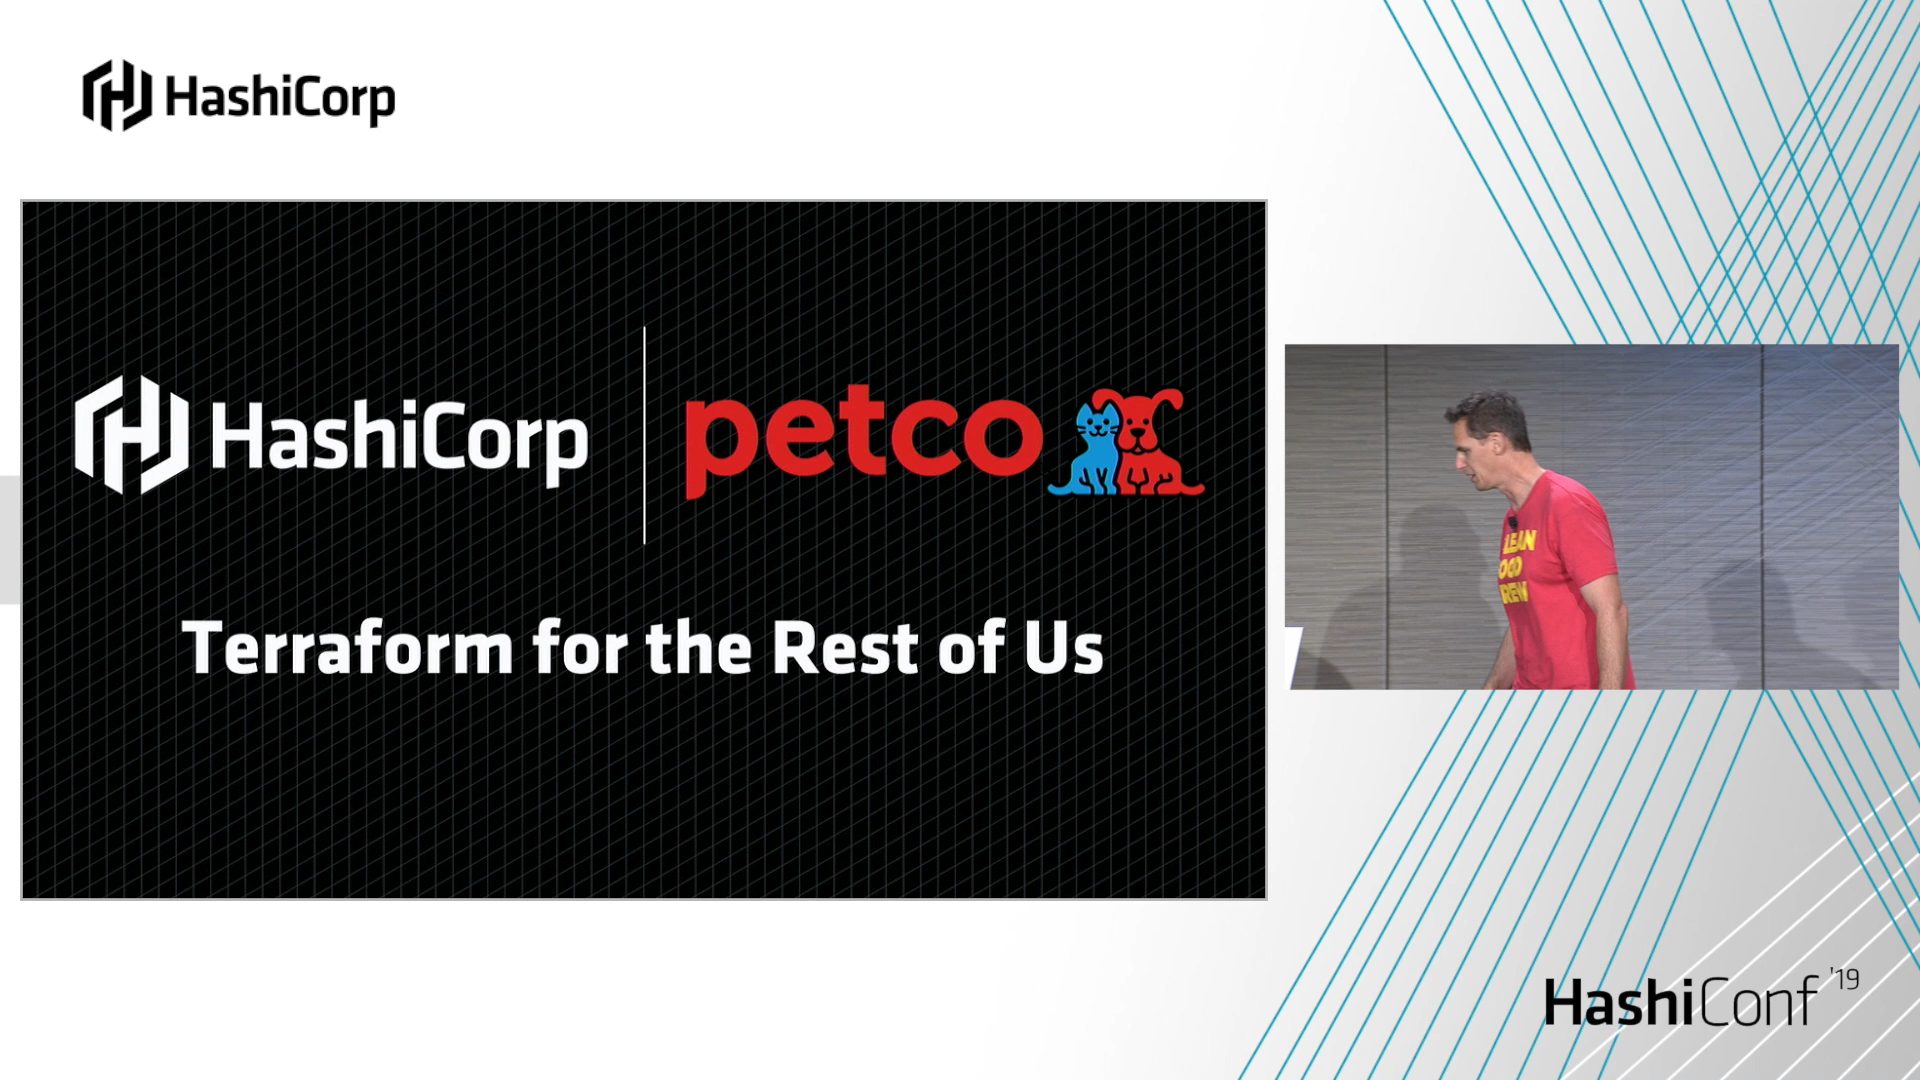 HashiCorp
HashiCorp
petco
Terraform for the Rest of Us
HashiConf '19